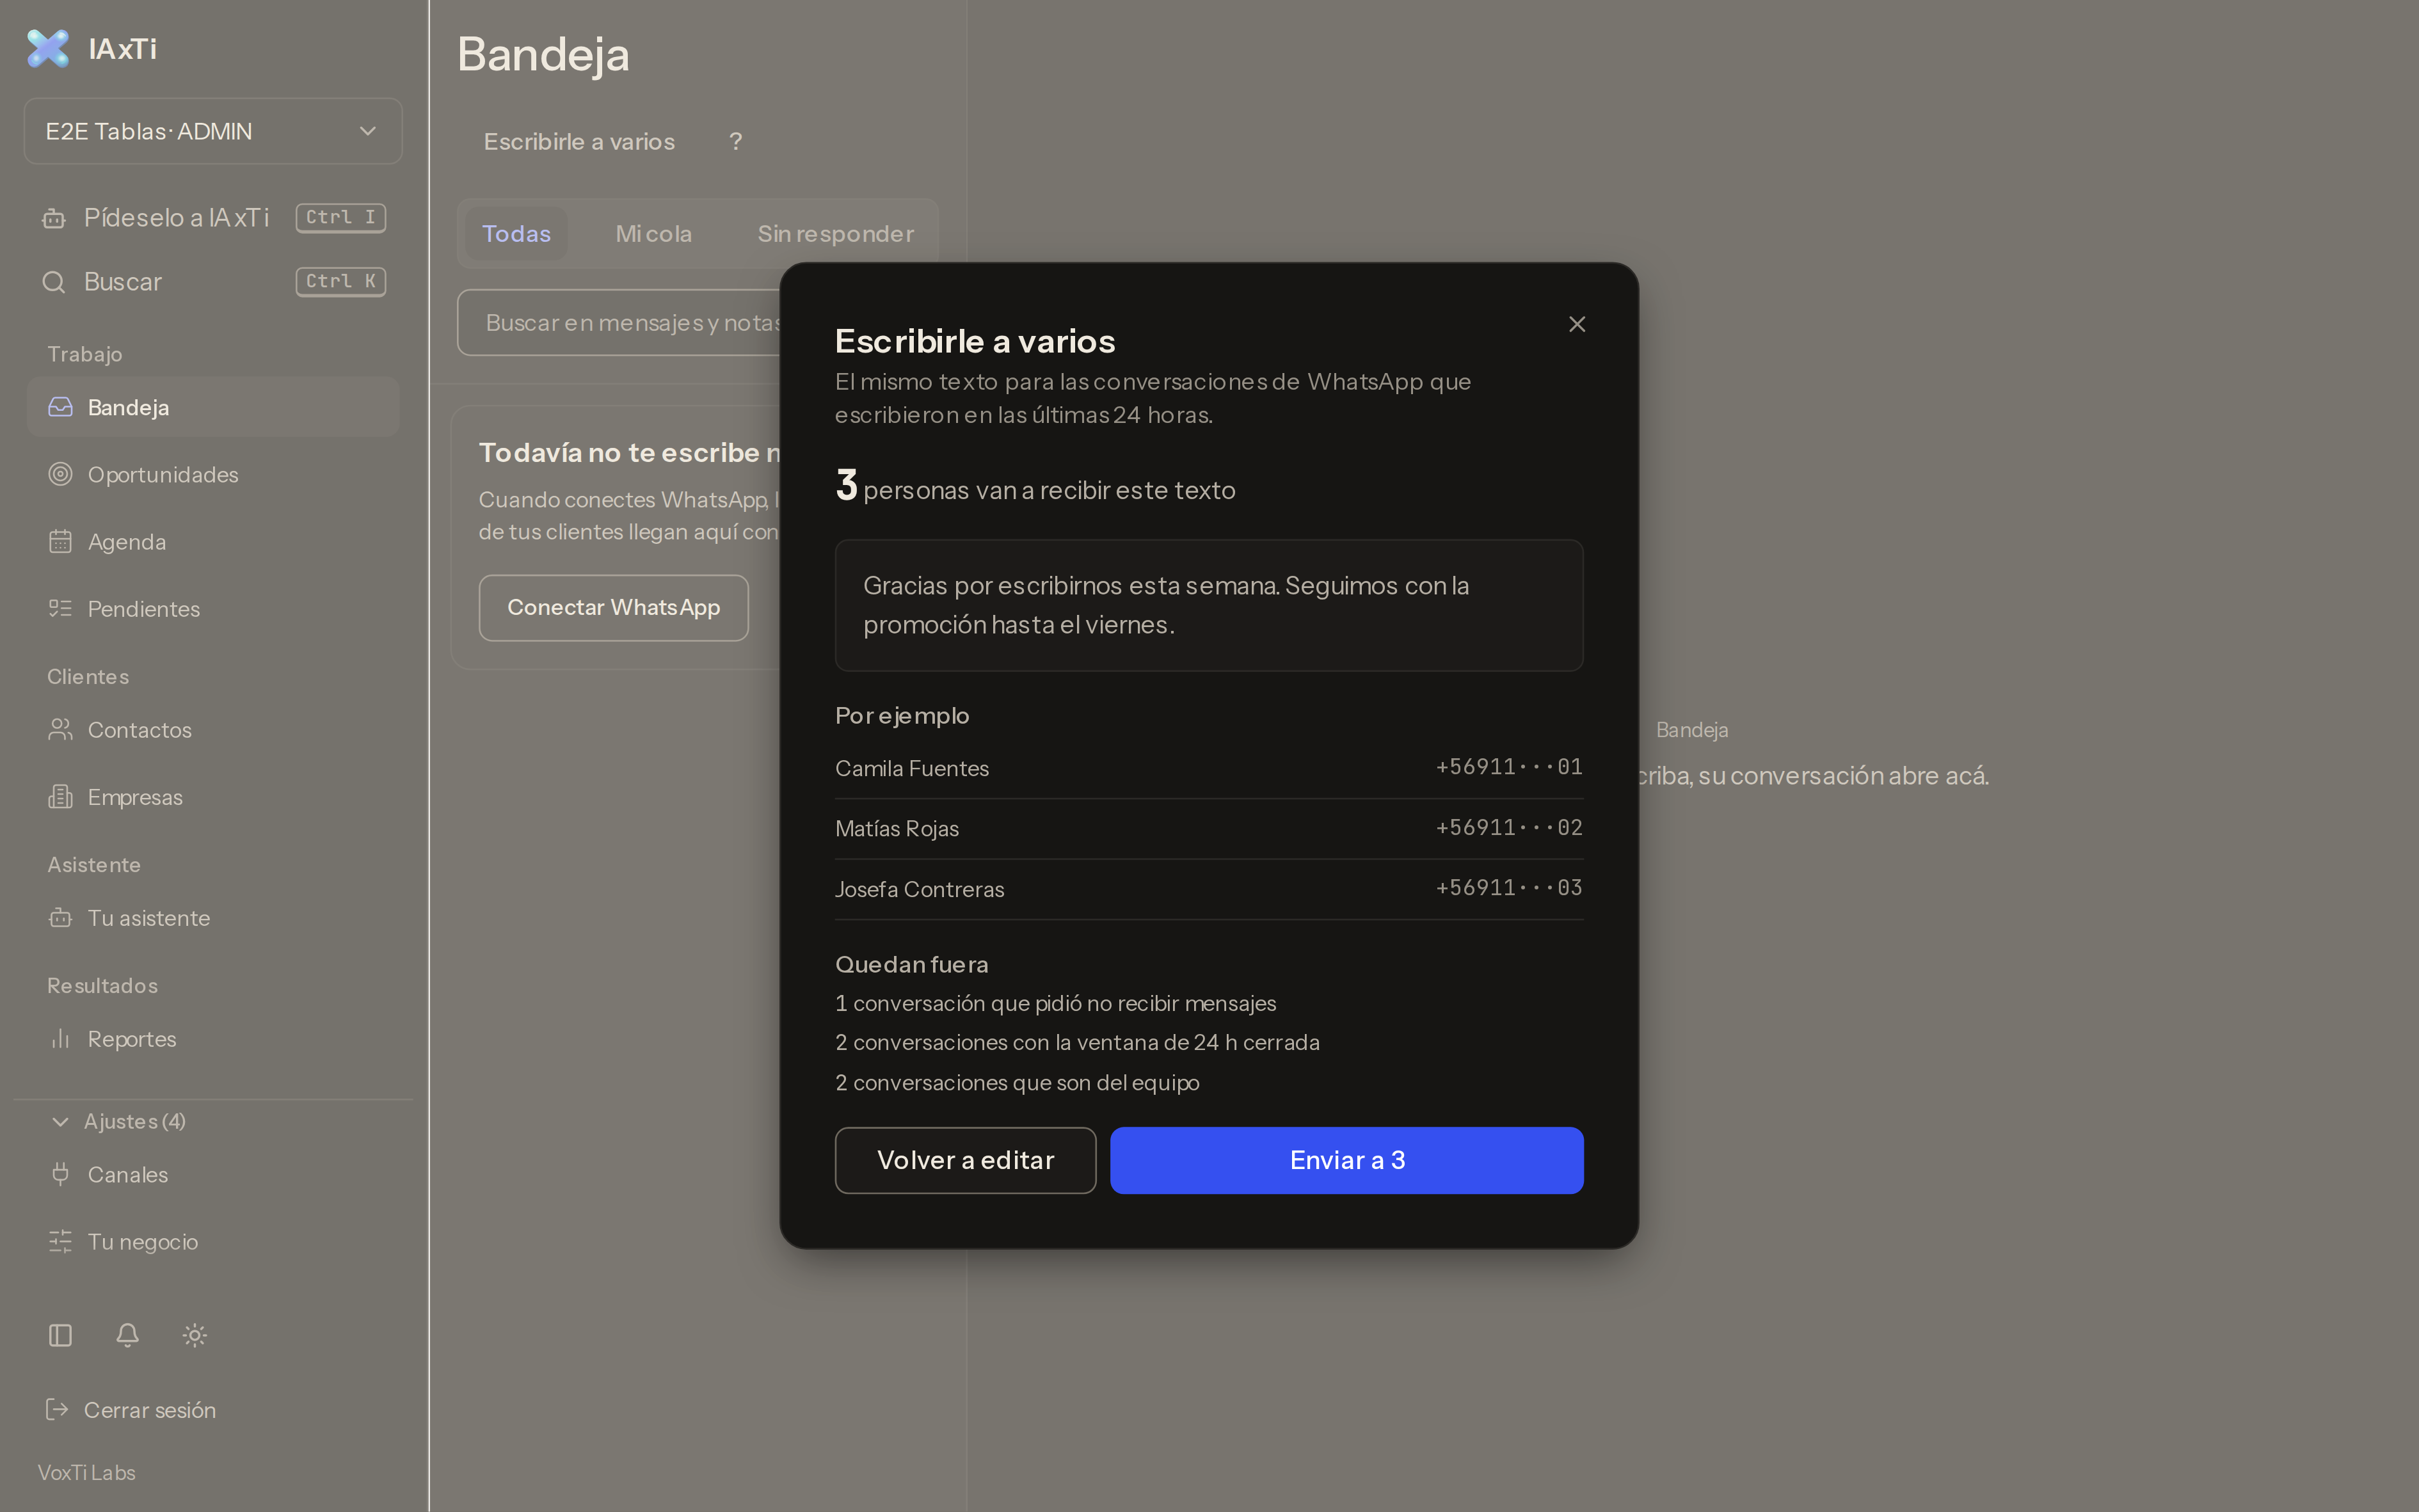 IAxTi
E2E Tablas · ADMIN
Pídeselo a IAxTi
Ctrl I
Buscar
Ctrl K
Trabajo
Bandeja
Oportunidades
Agenda
Pendientes
Clientes
Contactos
Empresas
Asistente
Tu asistente
Resultados
Reportes
Ajustes (4)
Canales
Tu negocio
Cerrar sesión
VoxTi Labs
Bandeja
Escribirle a varios
?
Todas
Mi cola
Sin responder
Buscar en mensajes y notas
Todavía no te escribe
Cuando conectes WhatsApp,
de tus clientes llegan aquí
Conectar WhatsApp
Escribirle a varios
El mismo texto para las conversaciones de WhatsApp que
escribieron en las últimas 24 horas.
3 personas van a recibir este texto
Gracias por escribirnos esta semana. Seguimos con la
promoción hasta el viernes.
Por ejemplo
Camila Fuentes
+56911···01
Matías Rojas
+56911···02
Josefa Contreras
+56911···03
Quedan fuera
1 conversación que pidió no recibir mensajes
2 conversaciones con la ventana de 24 h cerrada
2 conversaciones que son del equipo
Volver a editar
Enviar a 3
Bandeja
su conversación abre acá.